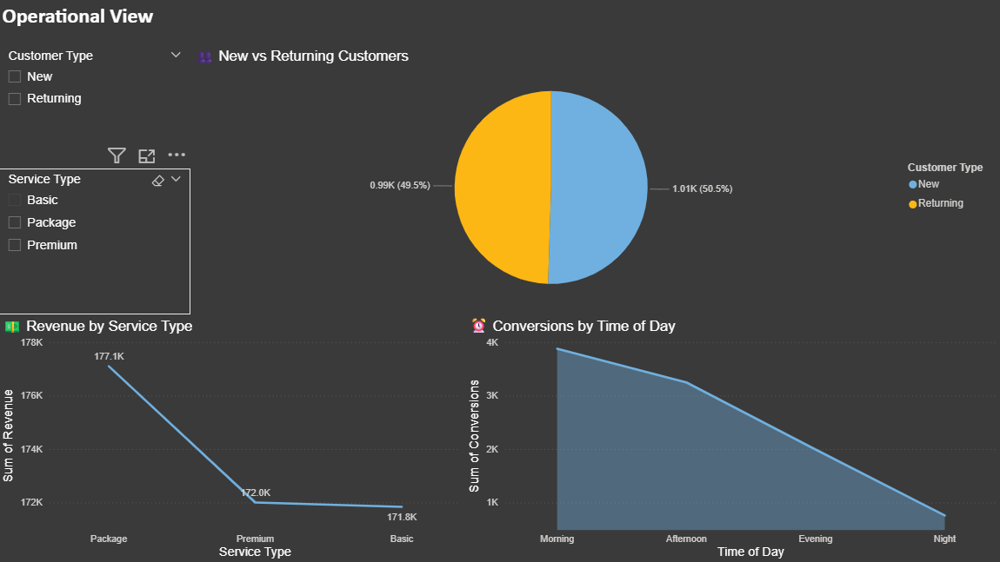 Operational View
Customer Type
New
Returning
Service Type
Basic
Package
Premium
New vs Returning Customers
0.99K (49.5%)
1.01K (50.5%)
Customer Type
New
Returning
Revenue by Service Type
Sum of Revenue
178K
176K
174K
172K
177.1K
172.0K
171.8K
Package
Premium
Basic
Service Type
Conversions by Time of Day
Sum of Conversions
4K
3K
2K
1K
Morning
Afternoon
Evening
Night
Time of Day